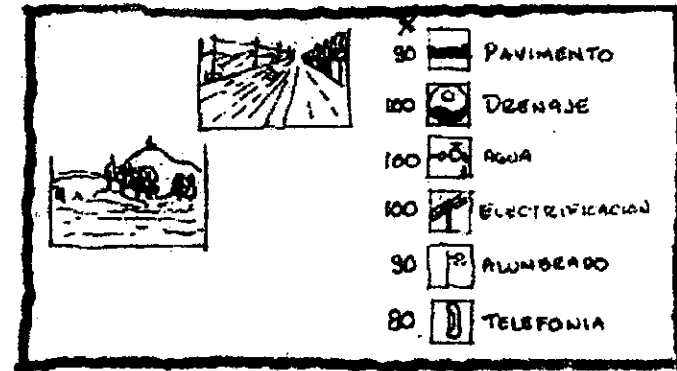 %
90 PAVIMENTO
100 DRENAJE
100 AGUA
100 ELECTRIFICACION
90 ALUMBRADO
80 TELEFONIA